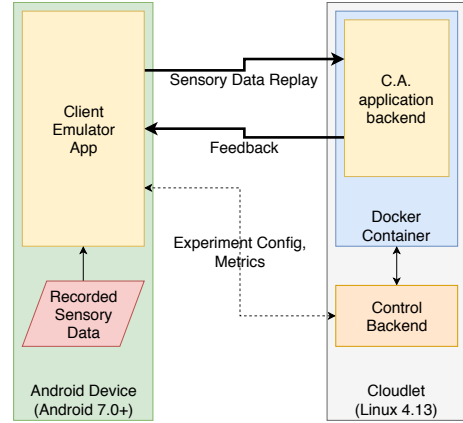 Client
Emulator
App
Recorded
Sensory
Data
Android Device
(Android 7.0+)
Sensory Data Replay
Feedback
Experiment Config,
Metrics
C.A.
application
backend
Docker
Container
Control
Backend
Cloudlet
(Linux 4.13)